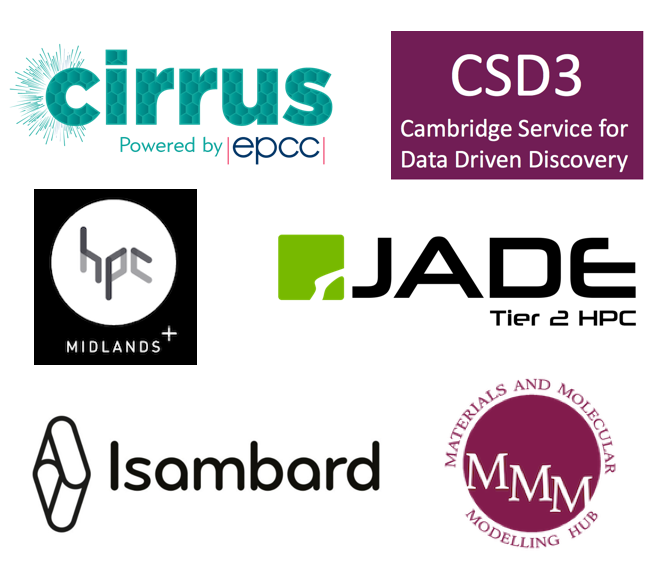 cirrus
Powered by |epcc|
CSD3
Cambridge Service for
Data Driven Discovery
hpc
MIDLANDS+
JADE
Tier 2 HPC
Isambard
MATERIALS AND MOLECULAR
MMM
MODELLING HUB